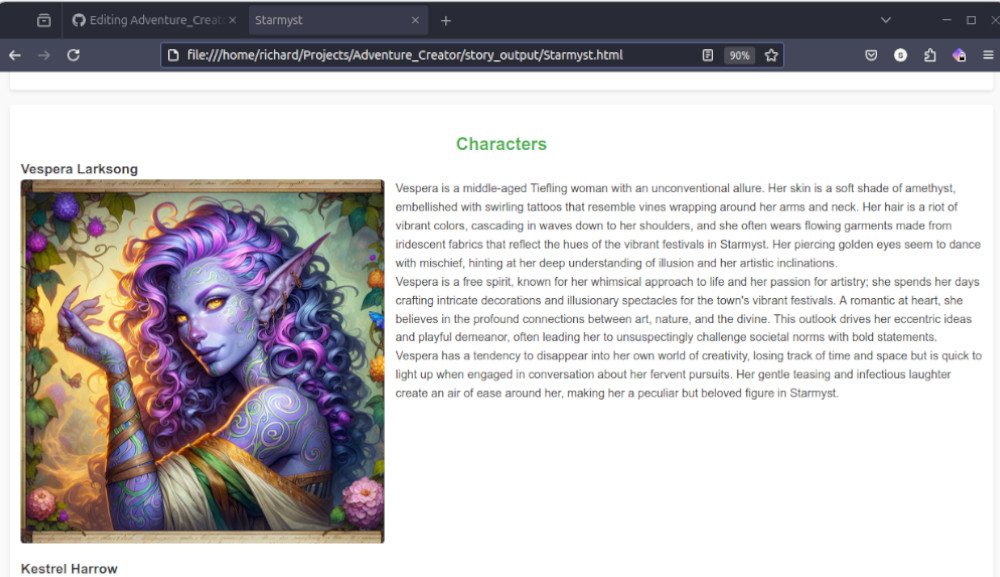 Editing Adventure_Creat
Starmyst
file:///home/richard/Projects/Adventure_Creator/story_output/Starmyst.html
90%
S
Characters
Vespera Larksong
Vespera is a middle-aged Tiefling woman with an unconventional allure. Her skin is a soft shade of amethyst,
embellished with swirling tattoos that resemble vines wrapping around her arms and neck. Her hair is a riot of
vibrant colors, cascading in waves down to her shoulders, and she often wears flowing garments made from
iridescent fabrics that reflect the hues of the vibrant festivals in Starmyst. Her piercing golden eyes seem to dance
with mischief, hinting at her deep understanding of illusion and her artistic inclinations.
Vespera is a free spirit, known for her whimsical approach to life and her passion for artistry; she spends her days
crafting intricate decorations and illusionary spectacles for the town's vibrant festivals. A romantic at heart, she
believes in the profound connections between art, nature, and the divine. This outlook drives her eccentric ideas
and playful demeanor, often leading her to unsuspectingly challenge societal norms with bold statements.
Vespera has a tendency to disappear into her own world of creativity, losing track of time and space but is quick to
light up when engaged in conversation about her fervent pursuits. Her gentle teasing and infectious laughter
create an air of ease around her, making her a peculiar but beloved figure in Starmyst.
Kestrel Harrow